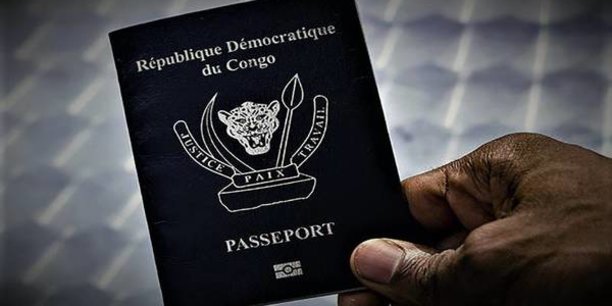 République Démocratique
du Congo
JUSTICE PAIX TRAVAIL
PASSEPORT